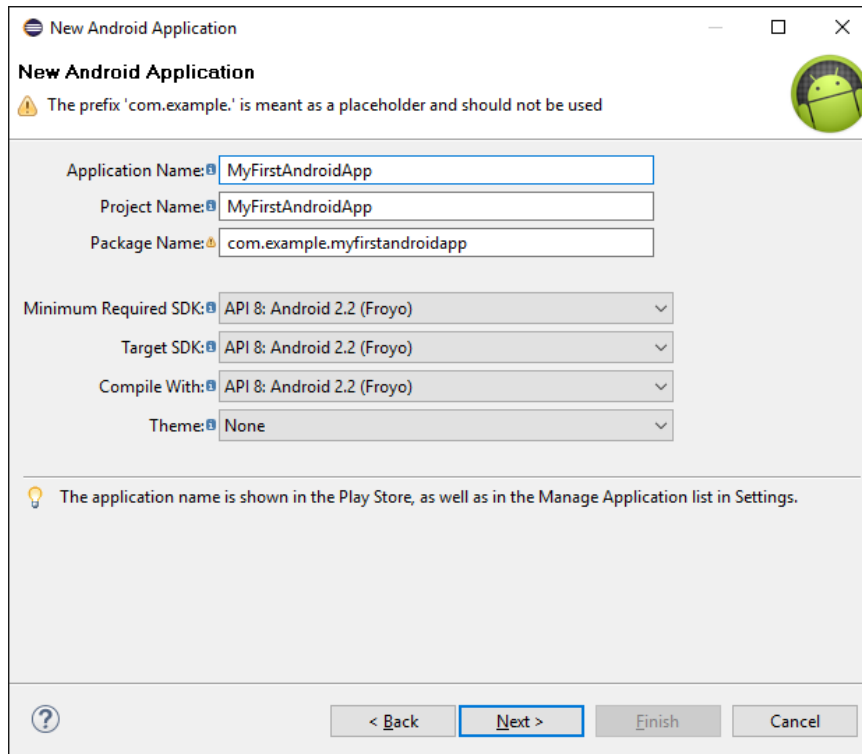 New Android Application
New Android Application
The prefix 'com.example.' is meant as a placeholder and should not be used
Application Name: MyFirstAndroidApp
Project Name: MyFirstAndroidApp
Package Name: com.example.myfirstandroidapp
Minimum Required SDK: API 8: Android 2.2 (Froyo)
Target SDK: API 8: Android 2.2 (Froyo)
Compile With: API 8: Android 2.2 (Froyo)
Theme: None
The application name is shown in the Play Store, as well as in the Manage Application list in Settings.
? < Back Next > Finish Cancel